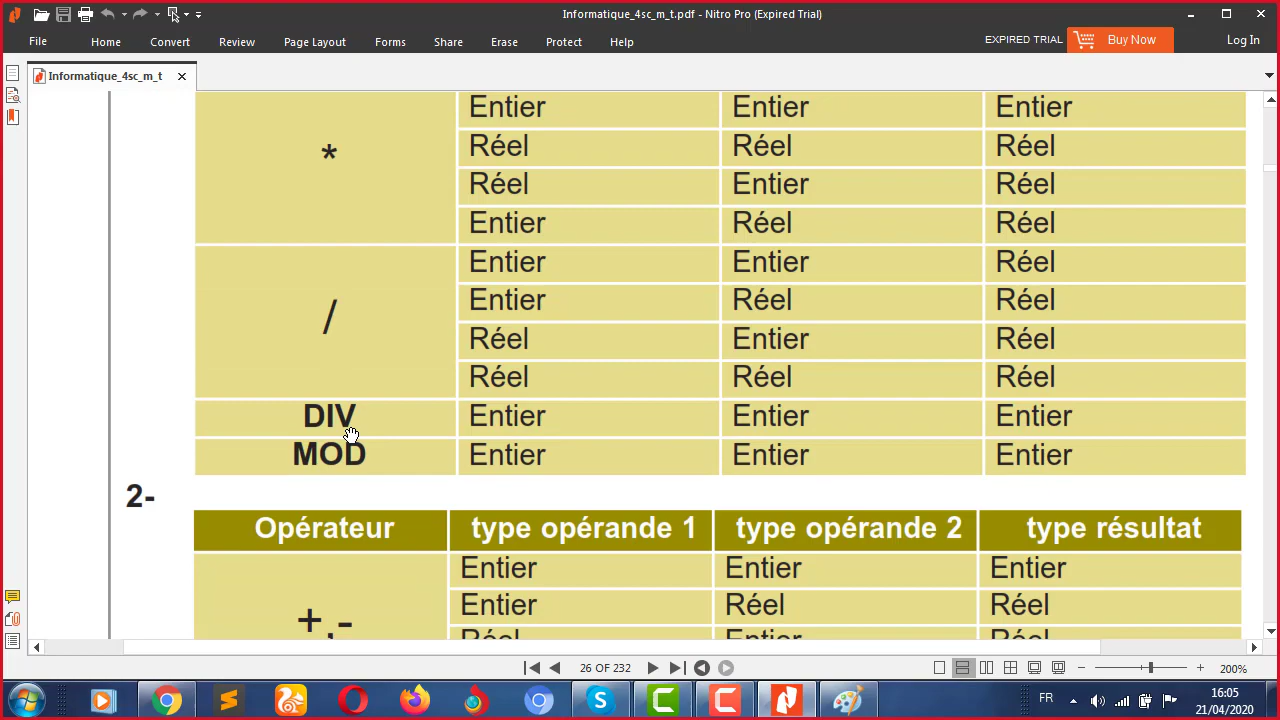 Informatique_4sc_m_t.pdf - Nitro Pro (Expired Trial)
File Home Convert Review Page Layout Forms Share Erase Protect Help EXPIRED TRIAL Buy Now Log In
Informatique_4sc_m_t
Entier Entier Entier
* Réel Réel Réel
Réel Entier Réel
Entier Réel Réel
Entier Entier Réel
/ Entier Réel Réel
Réel Entier Réel
Réel Réel Réel
DIV Entier Entier Entier
MOD Entier Entier Entier
2-
Opérateur type opérande 1 type opérande 2 type résultat
Entier Entier Entier
+,- Entier Réel Réel
Réel Entier Réel
26 OF 232
200%
FR
16:05
21/04/2020